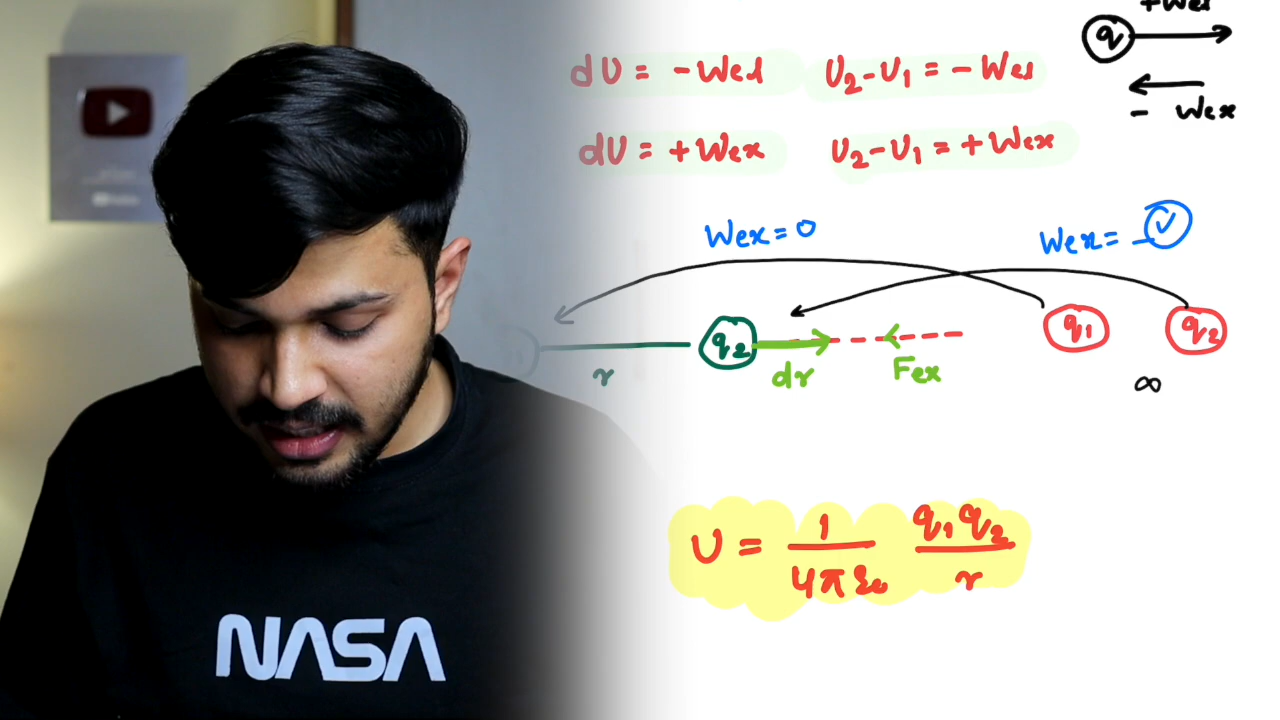 +Wel
q
dU = -Wel U₂-U₁ = -Wel
- Wex
dU = +Wex U₂-U₁ = +Wex
Wex = 0 Wex = U
q₂ q₁ q₂
r dr Fex ∞
U = 1/4πε₀ q₁q₂/r
NASA